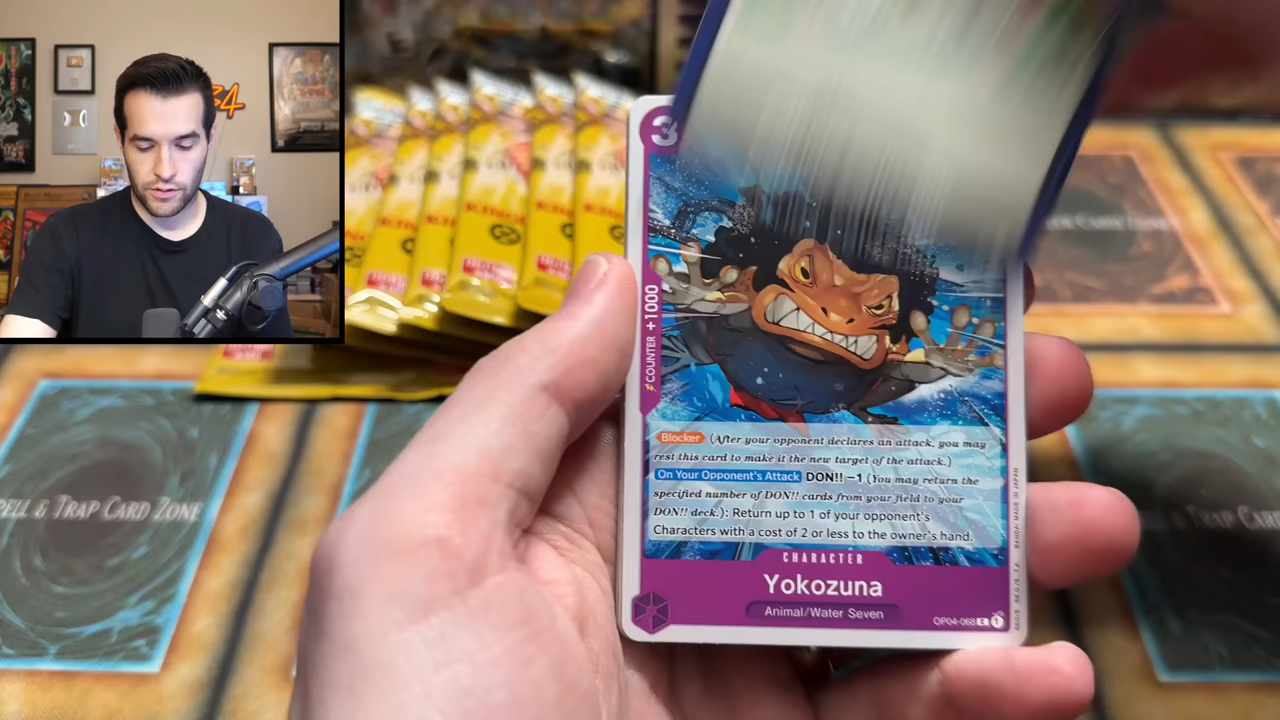 34
3
COUNTER +1000
Blocker (After your opponent declares an attack, you may
rest this card to make it the new target of the attack.)
On Your Opponent's Attack DON!! −1 (You may return the
specified number of DON!! cards from your field to your
DON!! deck.): Return up to 1 of your opponent's
Characters with a cost of 2 or less to the owner's hand.
CHARACTER
Yokozuna
Animal/Water Seven
OP04-068 C 1
SPELL & TRAP CARD ZONE